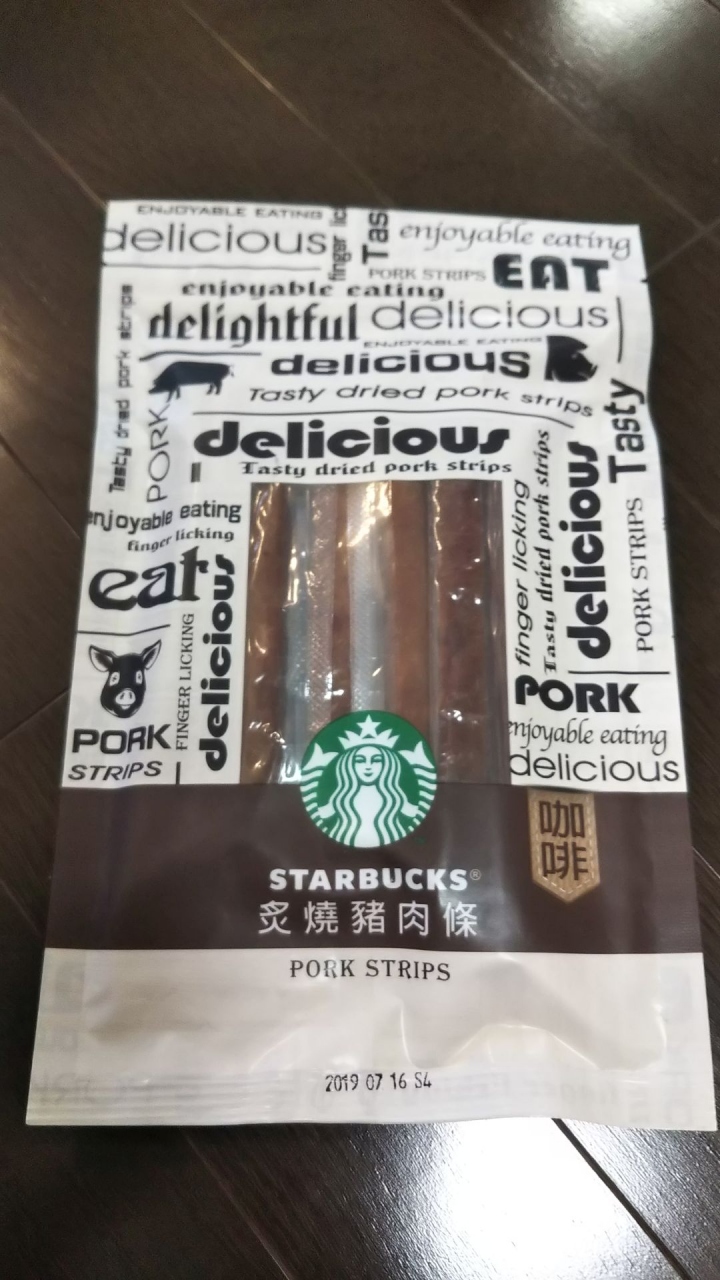 ENJOYABLE EATING
delicious
finger lic
Tas
enjoyable eating
PORK STRIPS
EAT
enjoyable eating
delightful
delicious
ENJOYABLE EATING
delicious
Tasty dried pork strips
Tasty dried pork strips
PORK
delicious
Tasty dried pork strips
Tasty
enjoyable eating
finger licking
eat
delicious
FINGER LICKING
PORK
STRIPS
finger licking
Tasty dried pork strips
delicious
PORK STRIPS
PORK
enjoyable eating
delicious
咖啡
STARBUCKS®
炙燒豬肉條
PORK STRIPS
2019 07 16 S4